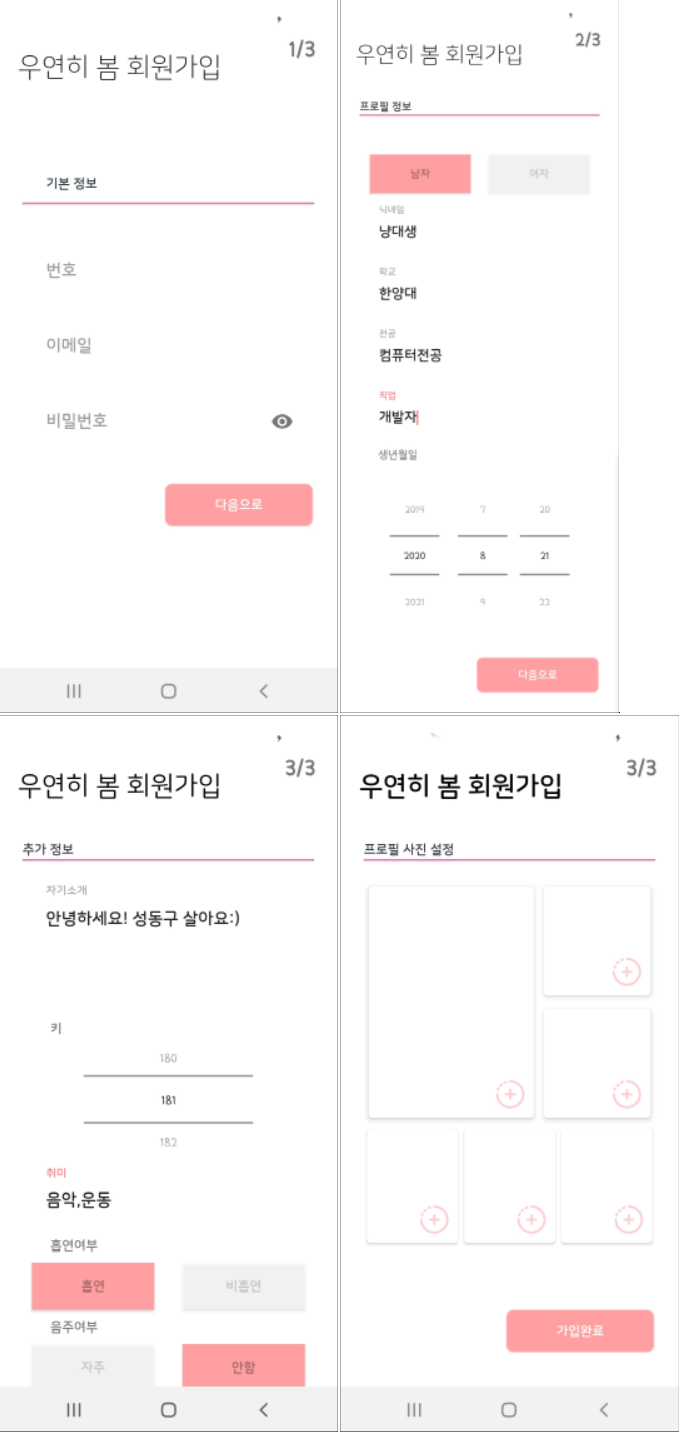 1/3
우연히 봄 회원가입
기본 정보
번호
이메일
비밀번호
다음으로
2/3
우연히 봄 회원가입
프로필 정보
남자 여자
닉네임
냥대생
학교
한양대
전공
컴퓨터전공
직업
개발자
생년월일
2019 7 20
2020 8 21
2021 9 22
다음으로
3/3
우연히 봄 회원가입
추가 정보
자기소개
안녕하세요! 성동구 살아요:)
키
180
181
182
취미
음악,운동
흡연여부
흡연 비흡연
음주여부
자주 안함
3/3
우연히 봄 회원가입
프로필 사진 설정
가입완료